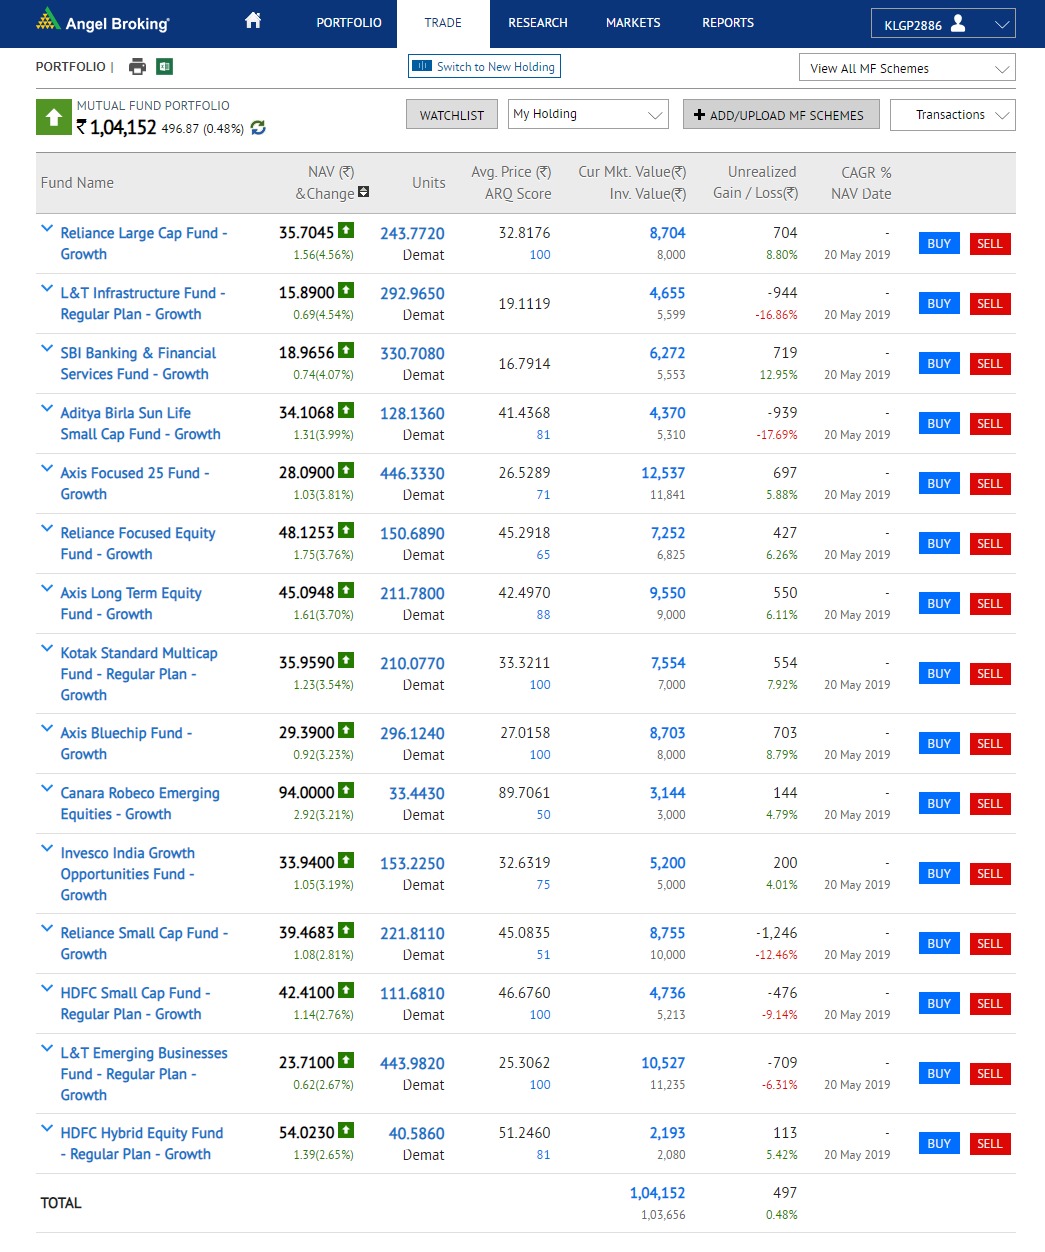 Angel Broking
PORTFOLIO TRADE RESEARCH MARKETS REPORTS KLGP2886
PORTFOLIO | Switch to New Holding View All MF Schemes
MUTUAL FUND PORTFOLIO
₹ 1,04,152 496.87 (0.48%) WATCHLIST My Holding + ADD/UPLOAD MF SCHEMES Transactions
Fund Name NAV (₹) &Change Units Avg. Price (₹) ARQ Score Cur Mkt. Value(₹) Inv. Value(₹) Unrealized Gain / Loss(₹) CAGR % NAV Date
Reliance Large Cap Fund - 35.7045 243.7720 32.8176 8,704 704 - BUY SELL
Growth 1.56(4.56%) Demat 100 8,000 8.80% 20 May 2019
L&T Infrastructure Fund - 15.8900 292.9650 19.1119 4,655 -944 - BUY SELL
Regular Plan - Growth 0.69(4.54%) Demat 5,599 -16.86% 20 May 2019
SBI Banking & Financial 18.9656 330.7080 16.7914 6,272 719 - BUY SELL
Services Fund - Growth 0.74(4.07%) Demat 5,553 12.95% 20 May 2019
Aditya Birla Sun Life 34.1068 128.1360 41.4368 4,370 -939 - BUY SELL
Small Cap Fund - Growth 1.31(3.99%) Demat 81 5,310 -17.69% 20 May 2019
Axis Focused 25 Fund - 28.0900 446.3330 26.5289 12,537 697 - BUY SELL
Growth 1.03(3.81%) Demat 71 11,841 5.88% 20 May 2019
Reliance Focused Equity 48.1253 150.6890 45.2918 7,252 427 - BUY SELL
Fund - Growth 1.75(3.76%) Demat 65 6,825 6.26% 20 May 2019
Axis Long Term Equity 45.0948 211.7800 42.4970 9,550 550 - BUY SELL
Fund - Growth 1.61(3.70%) Demat 88 9,000 6.11% 20 May 2019
Kotak Standard Multicap
Fund - Regular Plan - 35.9590 210.0770 33.3211 7,554 554 - BUY SELL
Growth 1.23(3.54%) Demat 100 7,000 7.92% 20 May 2019
Axis Bluechip Fund - 29.3900 296.1240 27.0158 8,703 703 - BUY SELL
Growth 0.92(3.23%) Demat 100 8,000 8.79% 20 May 2019
Canara Robeco Emerging 94.0000 33.4430 89.7061 3,144 144 - BUY SELL
Equities - Growth 2.92(3.21%) Demat 50 3,000 4.79% 20 May 2019
Invesco India Growth
Opportunities Fund - 33.9400 153.2250 32.6319 5,200 200 - BUY SELL
Growth 1.05(3.19%) Demat 75 5,000 4.01% 20 May 2019
Reliance Small Cap Fund - 39.4683 221.8110 45.0835 8,755 -1,246 - BUY SELL
Growth 1.08(2.81%) Demat 51 10,000 -12.46% 20 May 2019
HDFC Small Cap Fund - 42.4100 111.6810 46.6760 4,736 -476 - BUY SELL
Regular Plan - Growth 1.14(2.76%) Demat 100 5,213 -9.14% 20 May 2019
L&T Emerging Businesses
Fund - Regular Plan - 23.7100 443.9820 25.3062 10,527 -709 - BUY SELL
Growth 0.62(2.67%) Demat 100 11,235 -6.31% 20 May 2019
HDFC Hybrid Equity Fund 54.0230 40.5860 51.2460 2,193 113 - BUY SELL
- Regular Plan - Growth 1.39(2.65%) Demat 81 2,080 5.42% 20 May 2019
TOTAL 1,04,152 497
1,03,656 0.48%